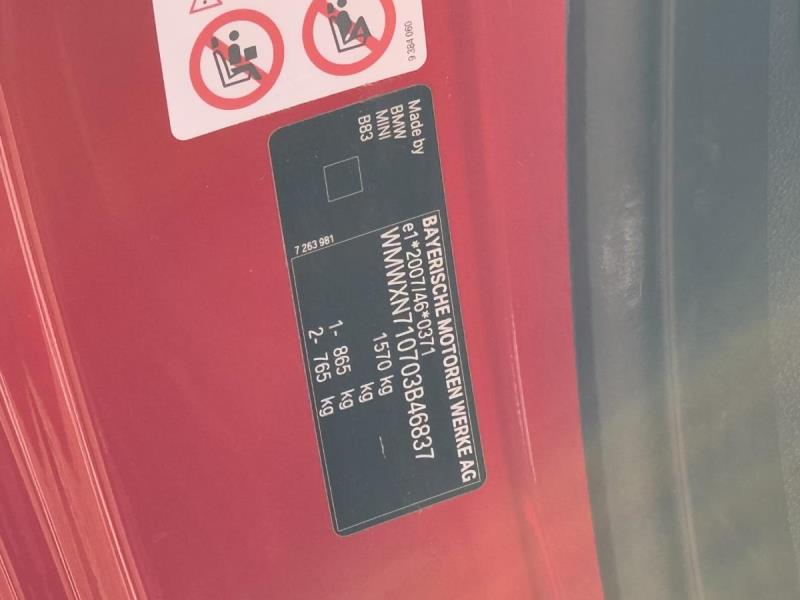 9 384 060
Made by
BMW
MINI
B83
7 263 981
BAYERISCHE MOTOREN WERKE AG
e1*2007/46*0371
WMWXN710703B46837
1570 kg
kg
1- 865 kg
2- 765 kg